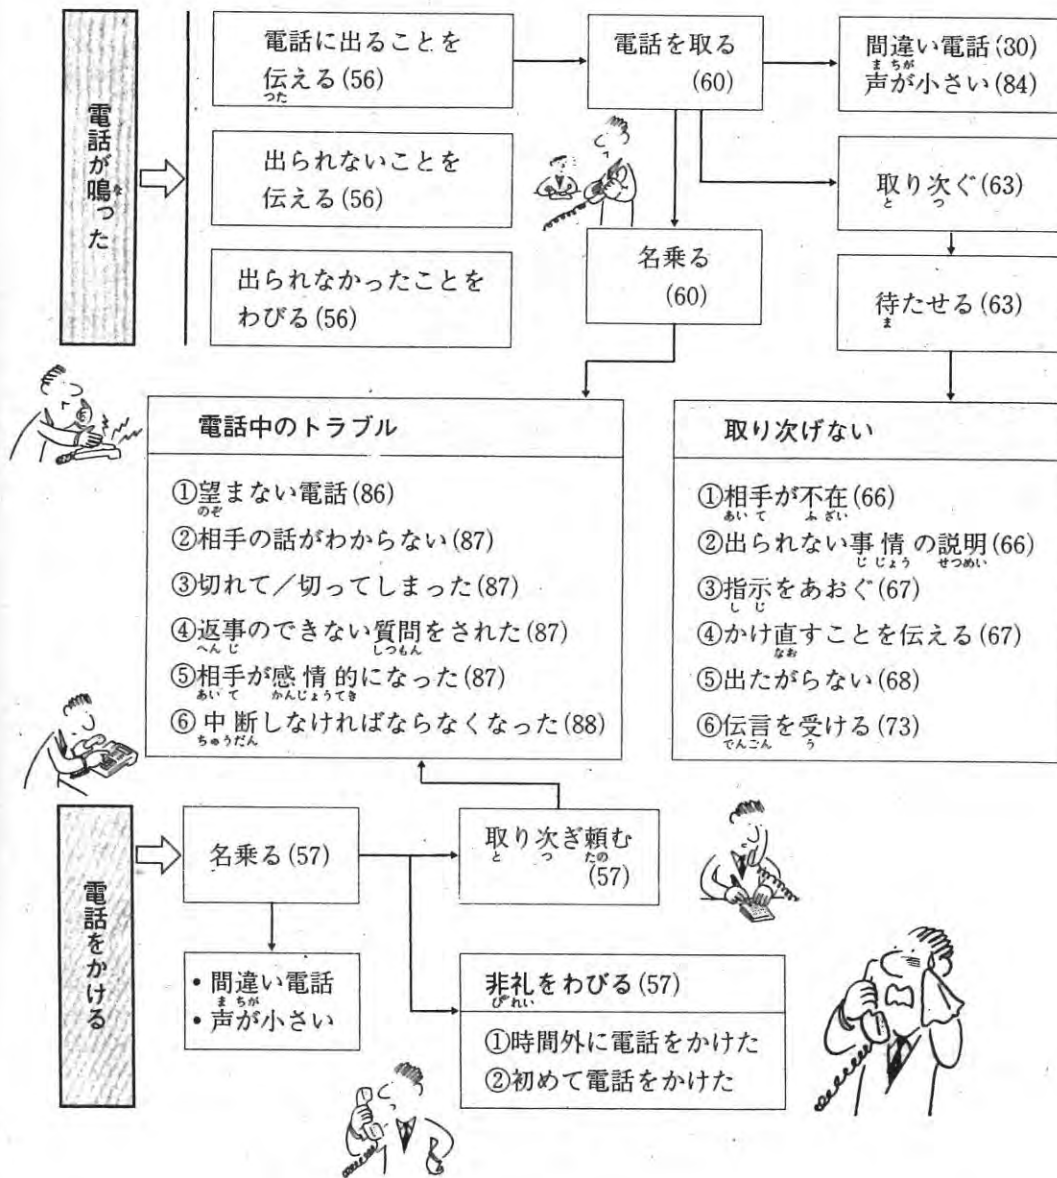 電話が鳴った
電話に出ることを
伝える(56)
出られないことを
伝える(56)
出られなかったことを
わびる(56)
電話を取る
(60)
名乗る
(60)
間違い電話(30)
声が小さい(84)
取り次ぐ(63)
待たせる(63)
電話中のトラブル
①望まない電話(86)
②相手の話がわからない(87)
③切れて/切ってしまった(87)
④返事のできない質問をされた(87)
⑤相手が感情的になった(87)
⑥中断しなければならなくなった(88)
取り次げない
①相手が不在(66)
②出られない事情の説明(66)
③指示をあおぐ(67)
④かけ直すことを伝える(67)
⑤出たがらない(68)
⑥伝言を受ける(73)
電話をかける
名乗る(57)
・間違い電話
・声が小さい
取り次ぎ頼む
(57)
非礼をわびる(57)
①時間外に電話をかけた
②初めて電話をかけた